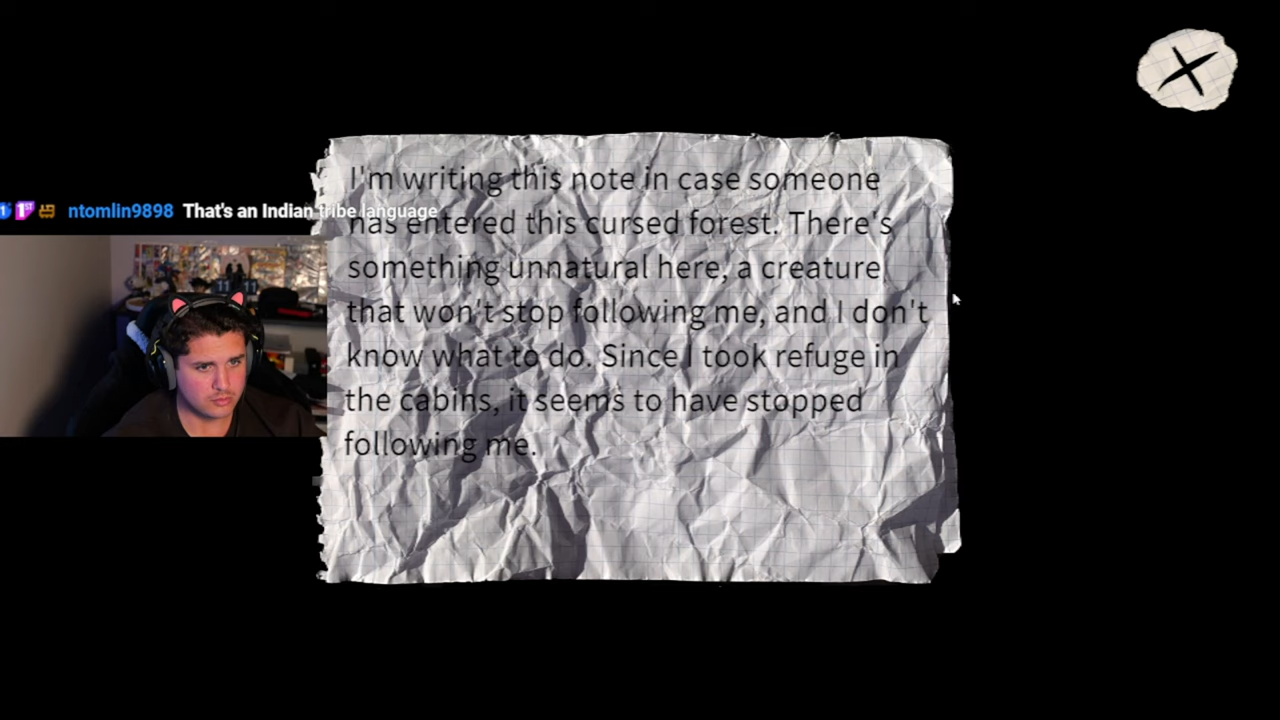 I'm writing this note in case someone
ntomlin9898 That's an Indian tribe language
has entered this cursed forest. There's
something unnatural here, a creature
that won't stop following me, and I don't
know what to do. Since I took refuge in
the cabins, it seems to have stopped
following me.